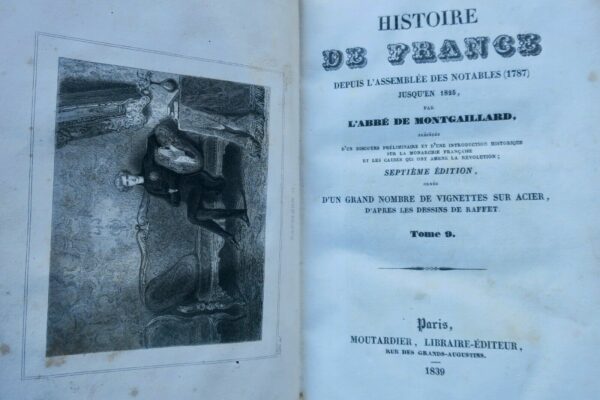 HISTOIRE
DE FRANCE
DEPUIS L'ASSEMBLÉE DES NOTABLES (1787)
JUSQU'EN 1825,
PAR
L'ABBÉ DE MONTGAILLARD,
PRÉCÉDÉE
D'UN DISCOURS PRÉLIMINAIRE ET D'UNE INTRODUCTION HISTORIQUE
SUR LA MONARCHIE FRANÇAISE
ET LES CAUSES QUI ONT AMENÉ LA RÉVOLUTION;
SEPTIÈME ÉDITION,
ORNÉE
D'UN GRAND NOMBRE DE VIGNETTES SUR ACIER,
D'APRÈS LES DESSINS DE RAFFET.
Tome 9.
Paris,
MOUTARDIER, LIBRAIRE-ÉDITEUR,
RUE DES GRANDS-AUGUSTINS.
1839